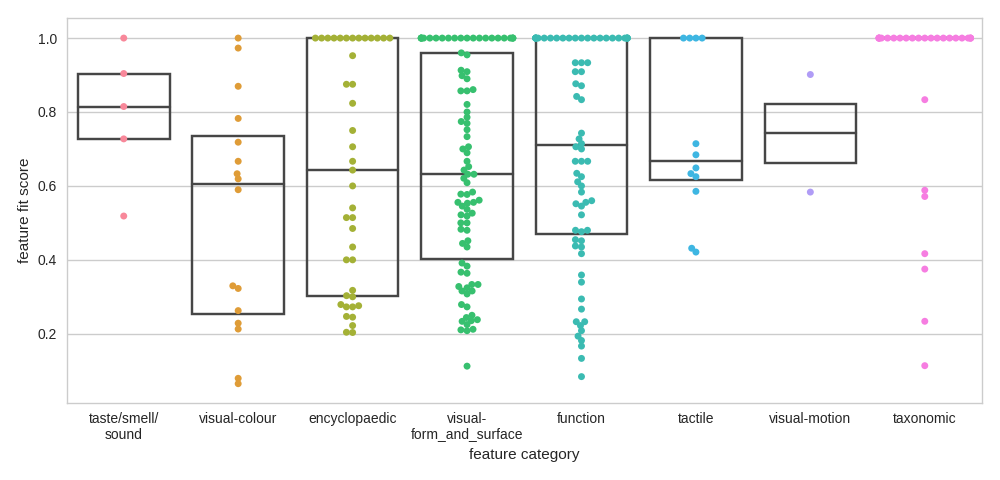 1.0
0.8
0.6
0.4
0.2
feature fit score
taste/smell/
sound
visual-colour
encyclopaedic
visual-
form_and_surface
function
tactile
visual-motion
taxonomic
feature category